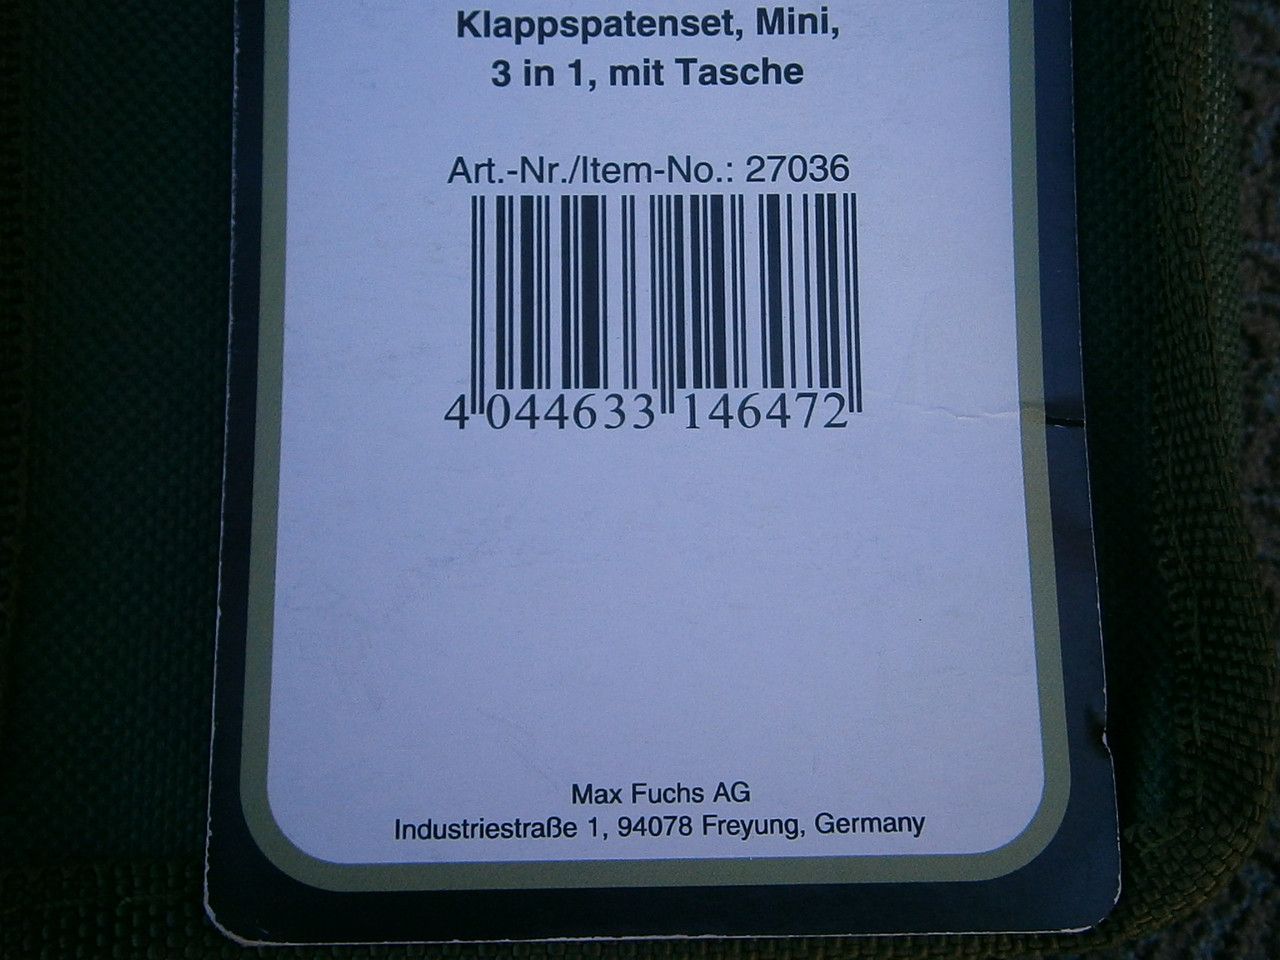 Klappspatenset, Mini,
3 in 1, mit Tasche
Art.-Nr./Item-No.: 27036
4 044633 146472
Max Fuchs AG
Industriestraße 1, 94078 Freyung, Germany